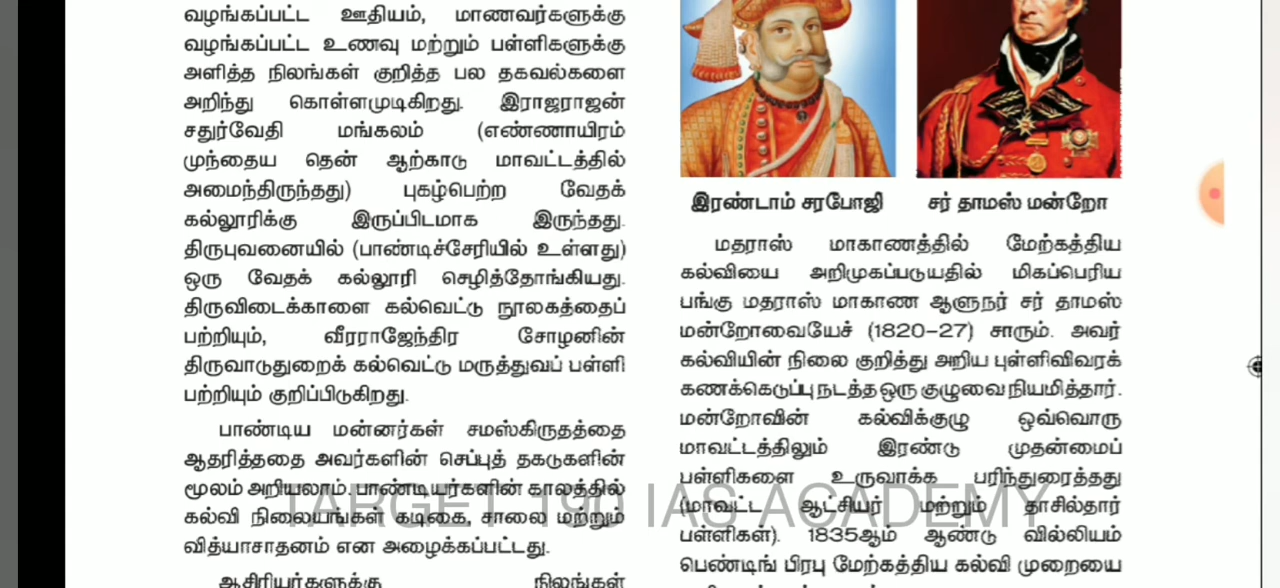 வழங்கப்பட்ட ஊதியம், மாணவர்களுக்கு
வழங்கப்பட்ட உணவு மற்றும் பள்ளிகளுக்கு
அளித்த நிலங்கள் குறித்த பல தகவல்களை
அறிந்து கொள்ளமுடிகிறது. இராஜராஜன்
சதுர்வேதி மங்கலம் (எண்ணாயிரம்
முந்தைய தென் ஆற்காடு மாவட்டத்தில்
அமைந்திருந்தது) புகழ்பெற்ற வேதக்
கல்லூரிக்கு இருப்பிடமாக இருந்தது.
திருபுவனையில் (பாண்டிச்சேரியில் உள்ளது)
ஒரு வேதக் கல்லூரி செழித்தோங்கியது.
திருவிடைக்காளை கல்வெட்டு நூலகத்தைப்
பற்றியும், வீரராஜேந்திர சோழனின்
திருவாடுதுறைக் கல்வெட்டு மருத்துவப் பள்ளி
பற்றியும் குறிப்பிடுகிறது.
பாண்டிய மன்னர்கள் சமஸ்கிருதத்தை
ஆதரித்ததை அவர்களின் செப்புத் தகடுகளின்
மூலம் அறியலாம். பாண்டியர்களின் காலத்தில்
கல்வி நிலையங்கள் கடிகை, சாலை மற்றும்
வித்யாசாதனம் என அழைக்கப்பட்டது.
ஆசிரியர்களுக்கு நிலங்கள்
இரண்டாம் சரபோஜி சர் தாமஸ் மன்றோ
மதராஸ் மாகாணத்தில் மேற்கத்திய
கல்வியை அறிமுகப்படுயதில் மிகப்பெரிய
பங்கு மதராஸ் மாகாண ஆளுநர் சர் தாமஸ்
மன்றோவையேச் (1820–27) சாரும். அவர்
கல்வியின் நிலை குறித்து அறிய புள்ளிவிவரக்
கணக்கெடுப்பு நடத்த ஒரு குழுவை நியமித்தார்.
மன்றோவின் கல்விக்குழு ஒவ்வொரு
மாவட்டத்திலும் இரண்டு முதன்மைப்
பள்ளிகளை உருவாக்க பரிந்துரைத்தது
(மாவட்ட ஆட்சியர் மற்றும் தாசில்தார்
பள்ளிகள்). 1835ஆம் ஆண்டு வில்லியம்
பெண்டிங் பிரபு மேற்கத்திய கல்வி முறையை
TARGET 190 IAS ACADEMY